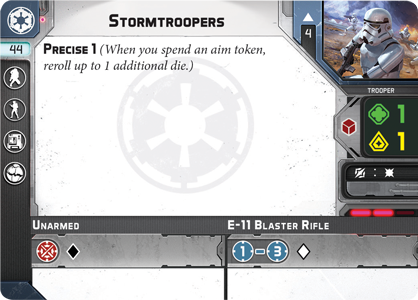 Stormtroopers
44
4
Precise 1 (When you spend an aim token,
reroll up to 1 additional die.)
TROOPER
1
1
:
Unarmed
E-11 Blaster Rifle
1 - 3